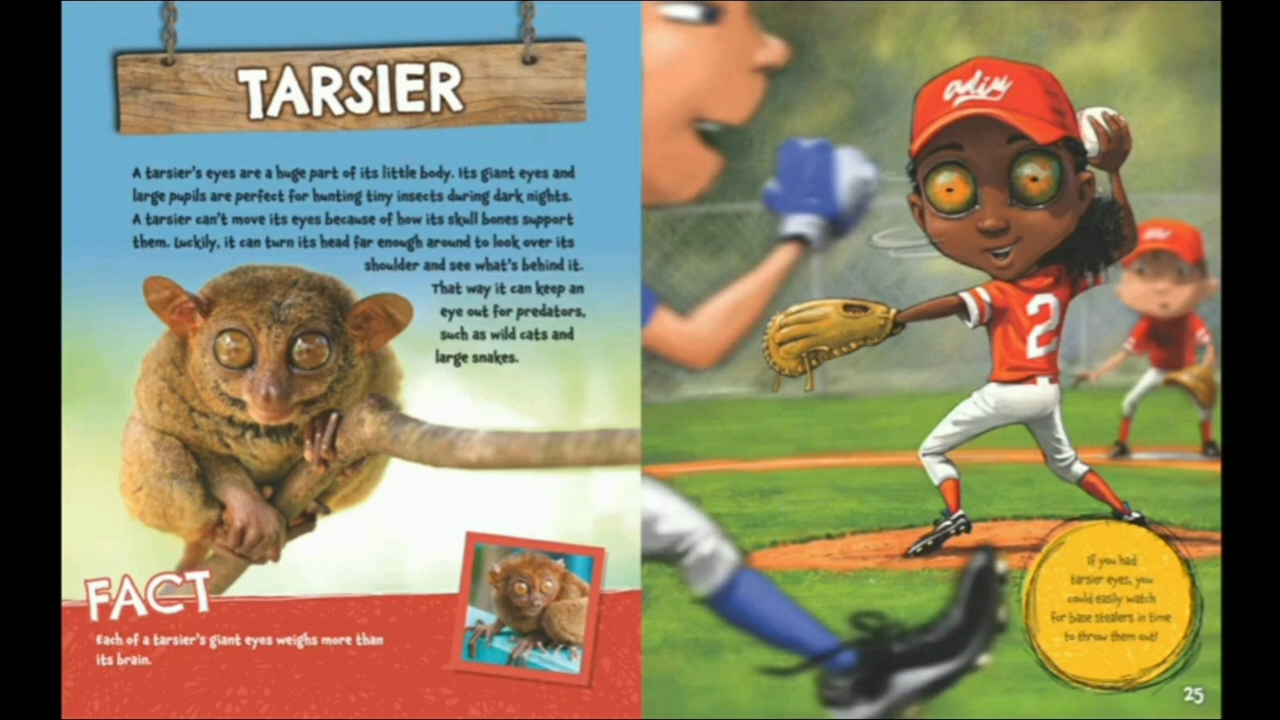 TARSIER
A tarsier's eyes are a huge part of its little body. Its giant eyes and
large pupils are perfect for hunting tiny insects during dark nights.
A tarsier can't move its eyes because of how its skull bones support
them. Luckily, it can turn its head far enough around to look over its
shoulder and see what's behind it.
That way it can keep an
eye out for predators,
such as wild cats and
large snakes.
FACT
Each of a tarsier's giant eyes weighs more than
its brain.
2
If you had
tarsier eyes, you
could easily watch
for base stealers in time
to throw them out!
25